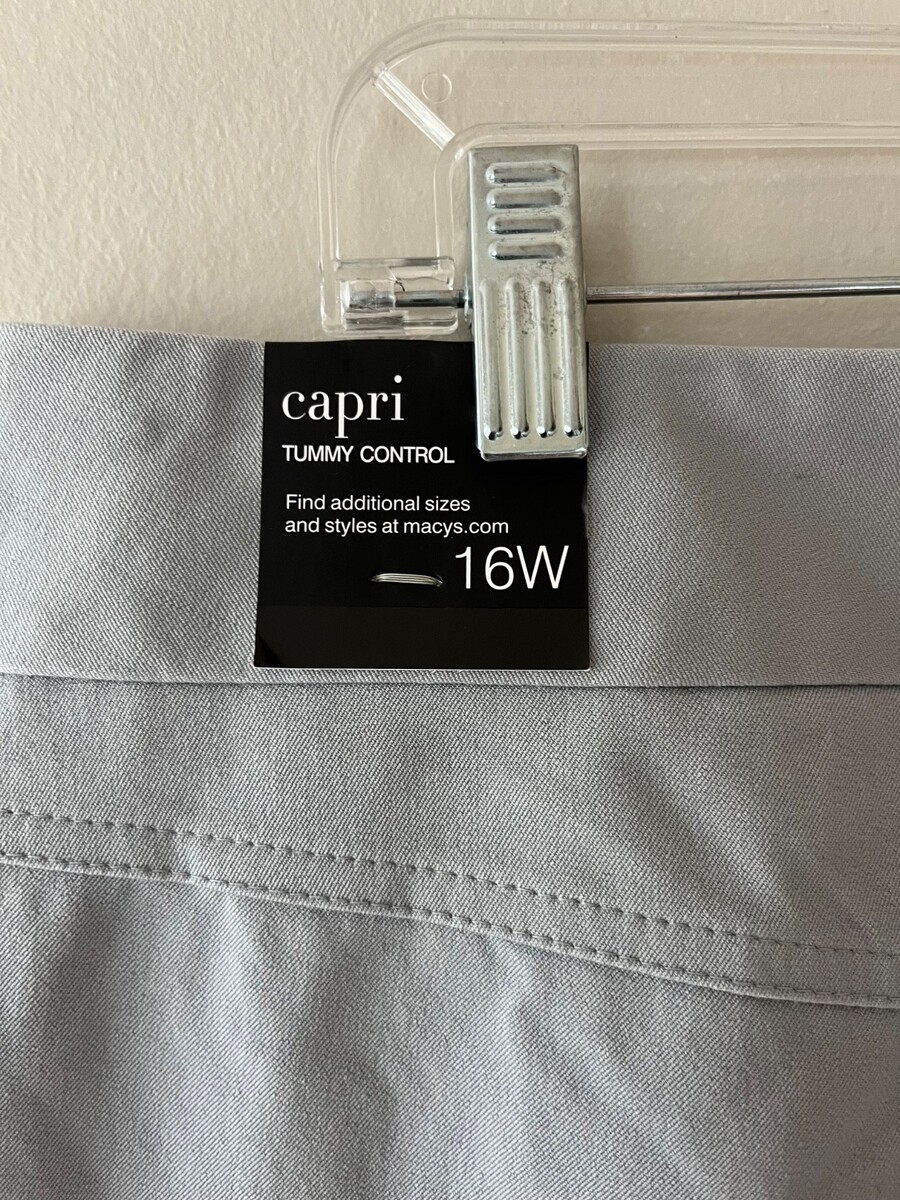 capri
TUMMY CONTROL
Find additional sizes
and styles at macys.com
16W